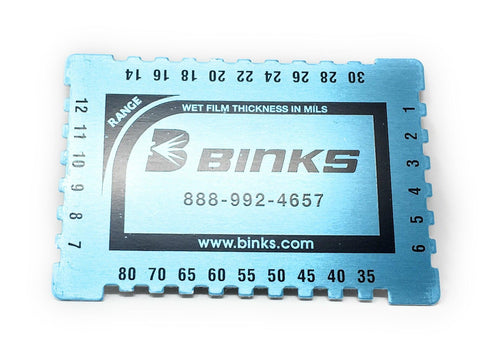 14 16 18 20 22 24 26 28 30
RANGE
WET FILM THICKNESS IN MILS
BINKS
888-992-4657
www.binks.com
12
11
10
9
8
7
1
2
3
4
5
6
80 70 65 60 55 50 45 40 35